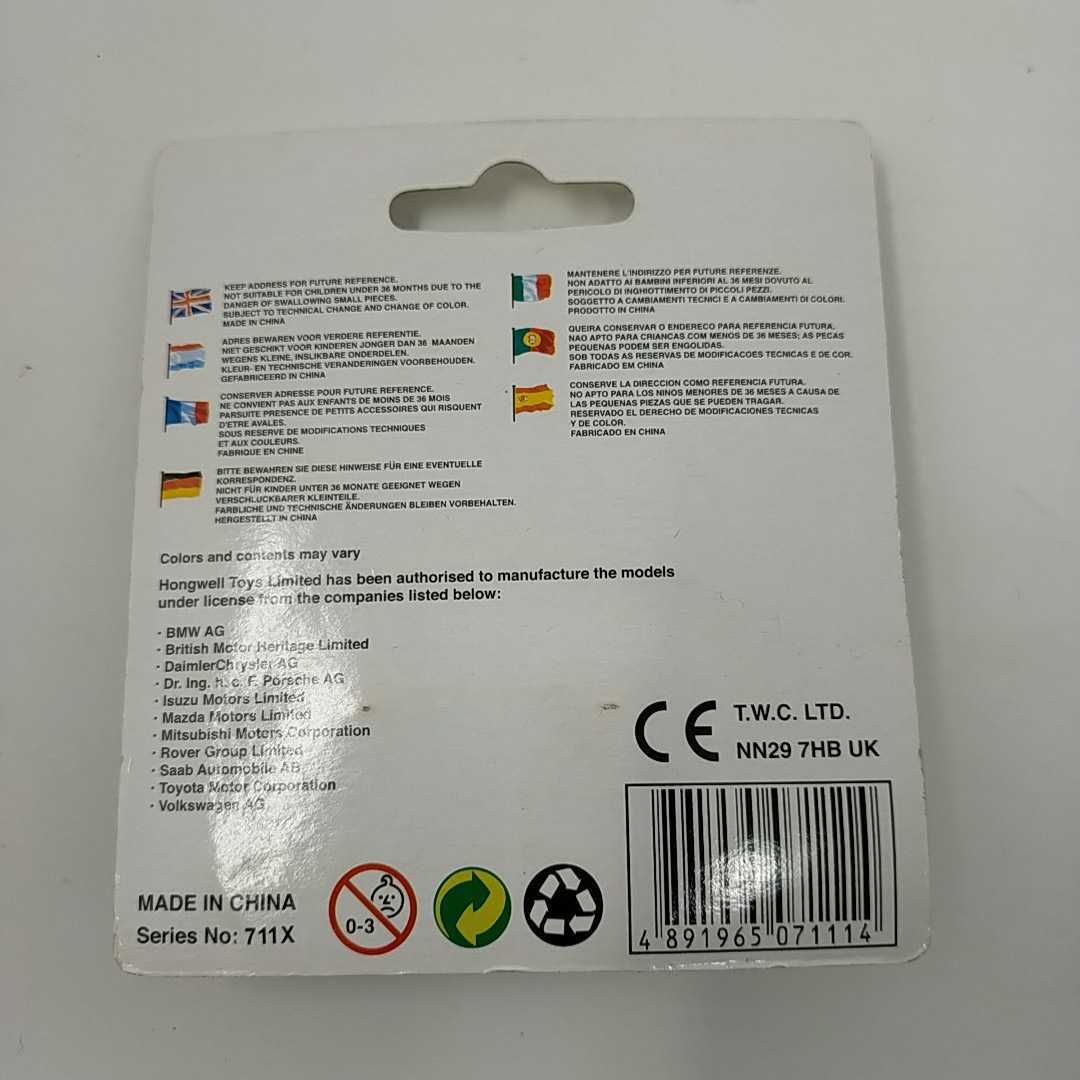 KEEP ADDRESS FOR FUTURE REFERENCE.
NOT SUITABLE FOR CHILDREN UNDER 36 MONTHS DUE TO THE
DANGER OF SWALLOWING SMALL PIECES.
SUBJECT TO TECHNICAL CHANGE AND CHANGE OF COLOR.
MADE IN CHINA
ADRES BEWAREN VOOR VERDERE REFERENTIE.
NIET GESCHIKT VOOR KINDEREN JONGER DAN 36 MAANDEN
WEGENS KLEINE, INSLIKBARE ONDERDELEN.
KLEUR- EN TECHNISCHE VERANDERINGEN VOORBEHOUDEN.
GEFABRICEERD IN CHINA
CONSERVER ADRESSE POUR FUTURE REFERENCE.
NE CONVIENT PAS AUX ENFANTS DE MOINS DE 36 MOIS
PARSUITE PRESENCE DE PETITS ACCESSOIRES QUI RISQUENT
D'ETRE AVALES.
SOUS RESERVE DE MODIFICATIONS TECHNIQUES
ET AUX COULEURS.
FABRIQUE EN CHINE
BITTE BEWAHREN SIE DIESE HINWEISE FÜR EINE EVENTUELLE
KORRESPONDENZ.
NICHT FÜR KINDER UNTER 36 MONATE GEEIGNET WEGEN
VERSCHLUCKBARER KLEINTEILE.
FARBLICHE UND TECHNISCHE ÄNDERUNGEN BLEIBEN VORBEHALTEN.
HERGESTELLT IN CHINA
MANTENERE L'INDIRIZZO PER FUTURE REFERENZE.
NON ADATTO AI BAMBINI INFERIORI AL 36 MESI DOVUTO AL
PERICOLO DI INGHIOTTIMENTO DI PICCOLI PEZZI.
SOGGETTO A CAMBIAMENTI TECNICI E A CAMBIAMENTI DI COLORI.
PRODOTTO IN CHINA
QUEIRA CONSERVAR O ENDERECO PARA REFERENCIA FUTURA.
NAO APTO PARA CRIANCAS COM MENOS DE 36 MESES; AS PECAS
PEQUENAS PODEM SER ENGOLIDAS.
SOB TODAS AS RESERVAS DE MODIFICACOES TECNICAS E DE COR.
FABRICADO EM CHINA
CONSERVE LA DIRECCION COMO REFERENCIA FUTURA.
NO APTO PARA LOS NINOS MENORES DE 36 MESES A CAUSA DE
LAS PEQUENAS PIEZAS QUE SE PUEDEN TRAGAR.
RESERVADO EL DERECHO DE MODIFICACIONES TECNICAS
Y DE COLOR.
FABRICADO EN CHINA
Colors and contents may vary
Hongwell Toys Limited has been authorised to manufacture the models
under license from the companies listed below:
· BMW AG
· British Motor Heritage Limited
· DaimlerChrysler AG
· Dr. Ing. h. c. F. Porsche AG
· Isuzu Motors Limited
· Mazda Motors Limited
· Mitsubishi Motors Corporation
· Rover Group Limited
· Saab Automobile AB
· Toyota Motor Corporation
· Volkswagen AG
CE T.W.C. LTD.
NN29 7HB UK
MADE IN CHINA
Series No: 711X
0-3
4 891965 071114